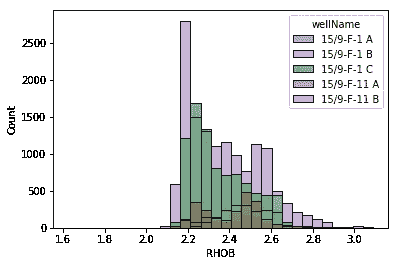 wellName
15/9-F-1 A
15/9-F-1 B
15/9-F-1 C
15/9-F-11 A
15/9-F-11 B
2500
2000
1500
1000
500
0
Count
1.6 1.8 2.0 2.2 2.4 2.6 2.8 3.0
RHOB